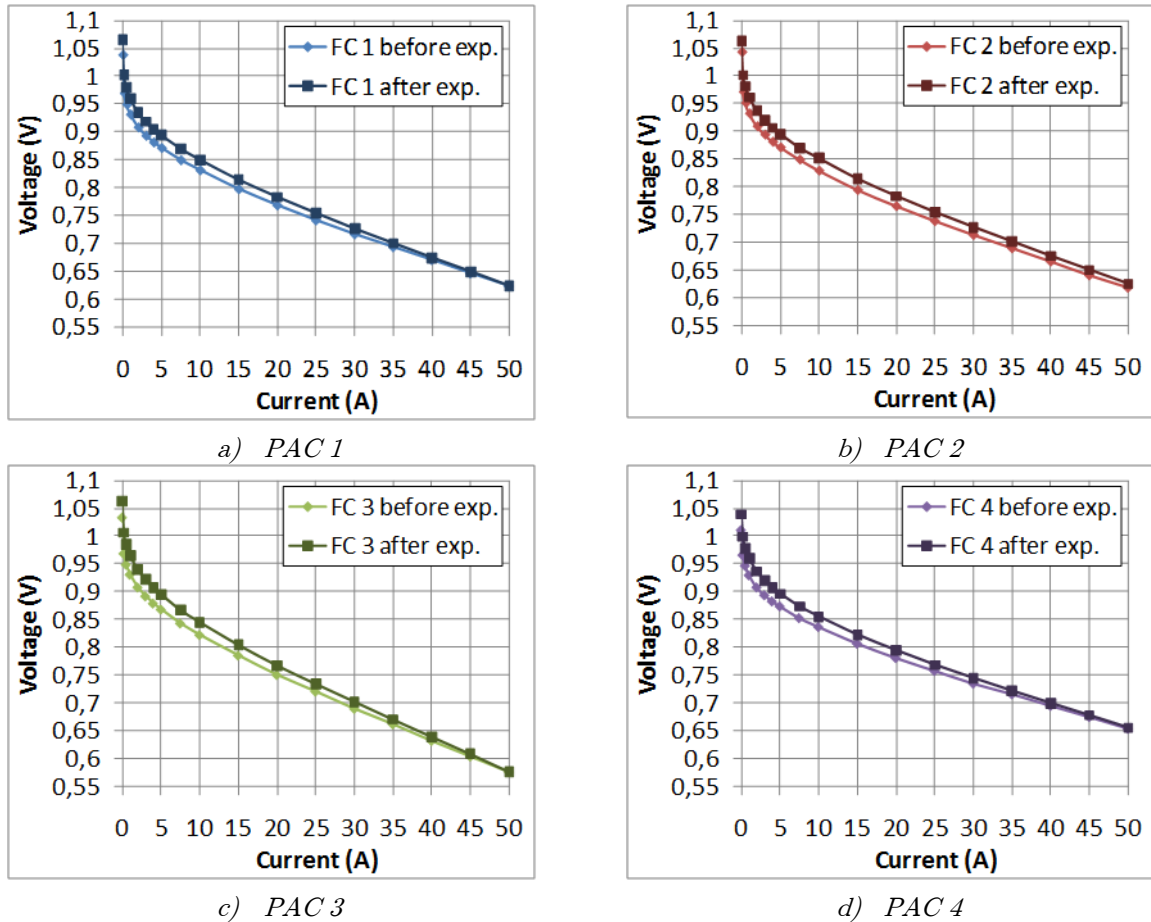 1,1
1,05
1
0,95
0,9
0,85
0,8
0,75
0,7
0,65
0,6
0,55
Voltage (V)
FC 1 before exp.
FC 1 after exp.
0 5 10 15 20 25 30 35 40 45 50
Current (A)
a) PAC 1
1,1
1,05
1
0,95
0,9
0,85
0,8
0,75
0,7
0,65
0,6
0,55
Voltage (V)
FC 2 before exp.
FC 2 after exp.
0 5 10 15 20 25 30 35 40 45 50
Current (A)
b) PAC 2
1,1
1,05
1
0,95
0,9
0,85
0,8
0,75
0,7
0,65
0,6
0,55
Voltage (V)
FC 3 before exp.
FC 3 after exp.
0 5 10 15 20 25 30 35 40 45 50
Current (A)
c) PAC 3
1,1
1,05
1
0,95
0,9
0,85
0,8
0,75
0,7
0,65
0,6
0,55
Voltage (V)
FC 4 before exp.
FC 4 after exp.
0 5 10 15 20 25 30 35 40 45 50
Current (A)
d) PAC 4